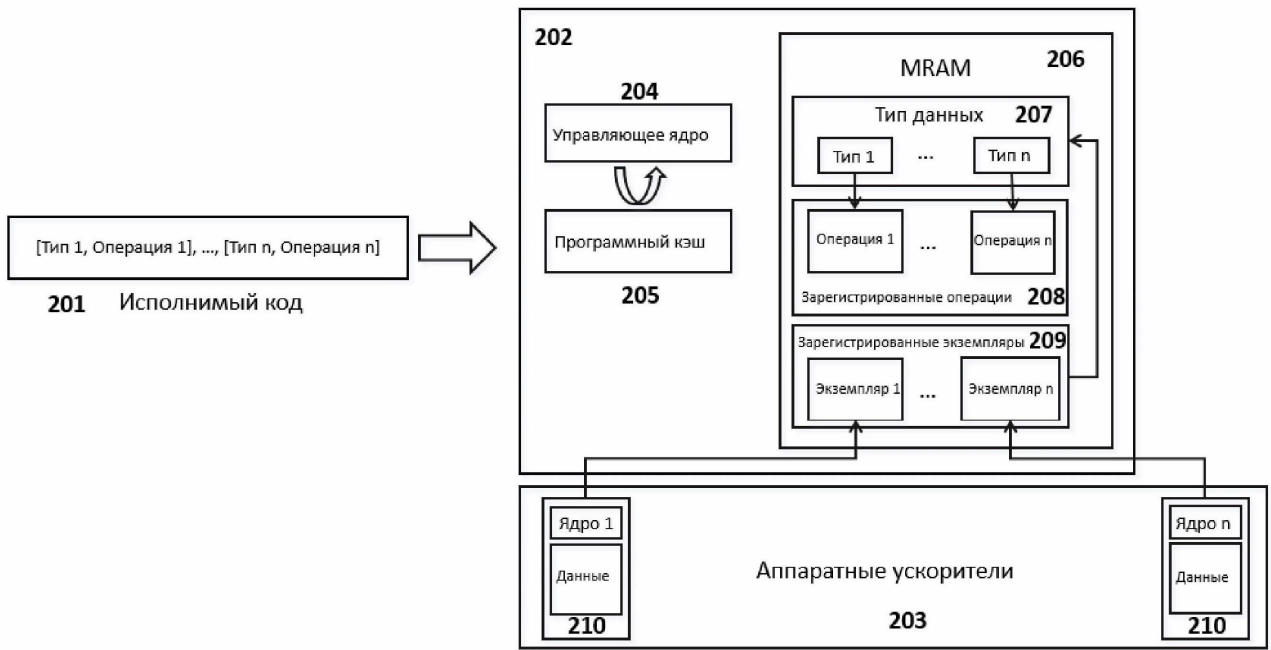 202
206
MRAM
204
Управляющее ядро
207
Тип данных
Тип 1
...
Тип n
[Тип 1, Операция 1], ..., [Тип n, Операция n]
201 Исполнимый код
Программный кэш
205
Операция 1
...
Операция n
Зарегистрированные операции 208
Зарегистрированные экземпляры 209
Экземпляр 1
...
Экземпляр n
Ядро 1
Данные
210
Аппаратные ускорители
203
Ядро n
Данные
210